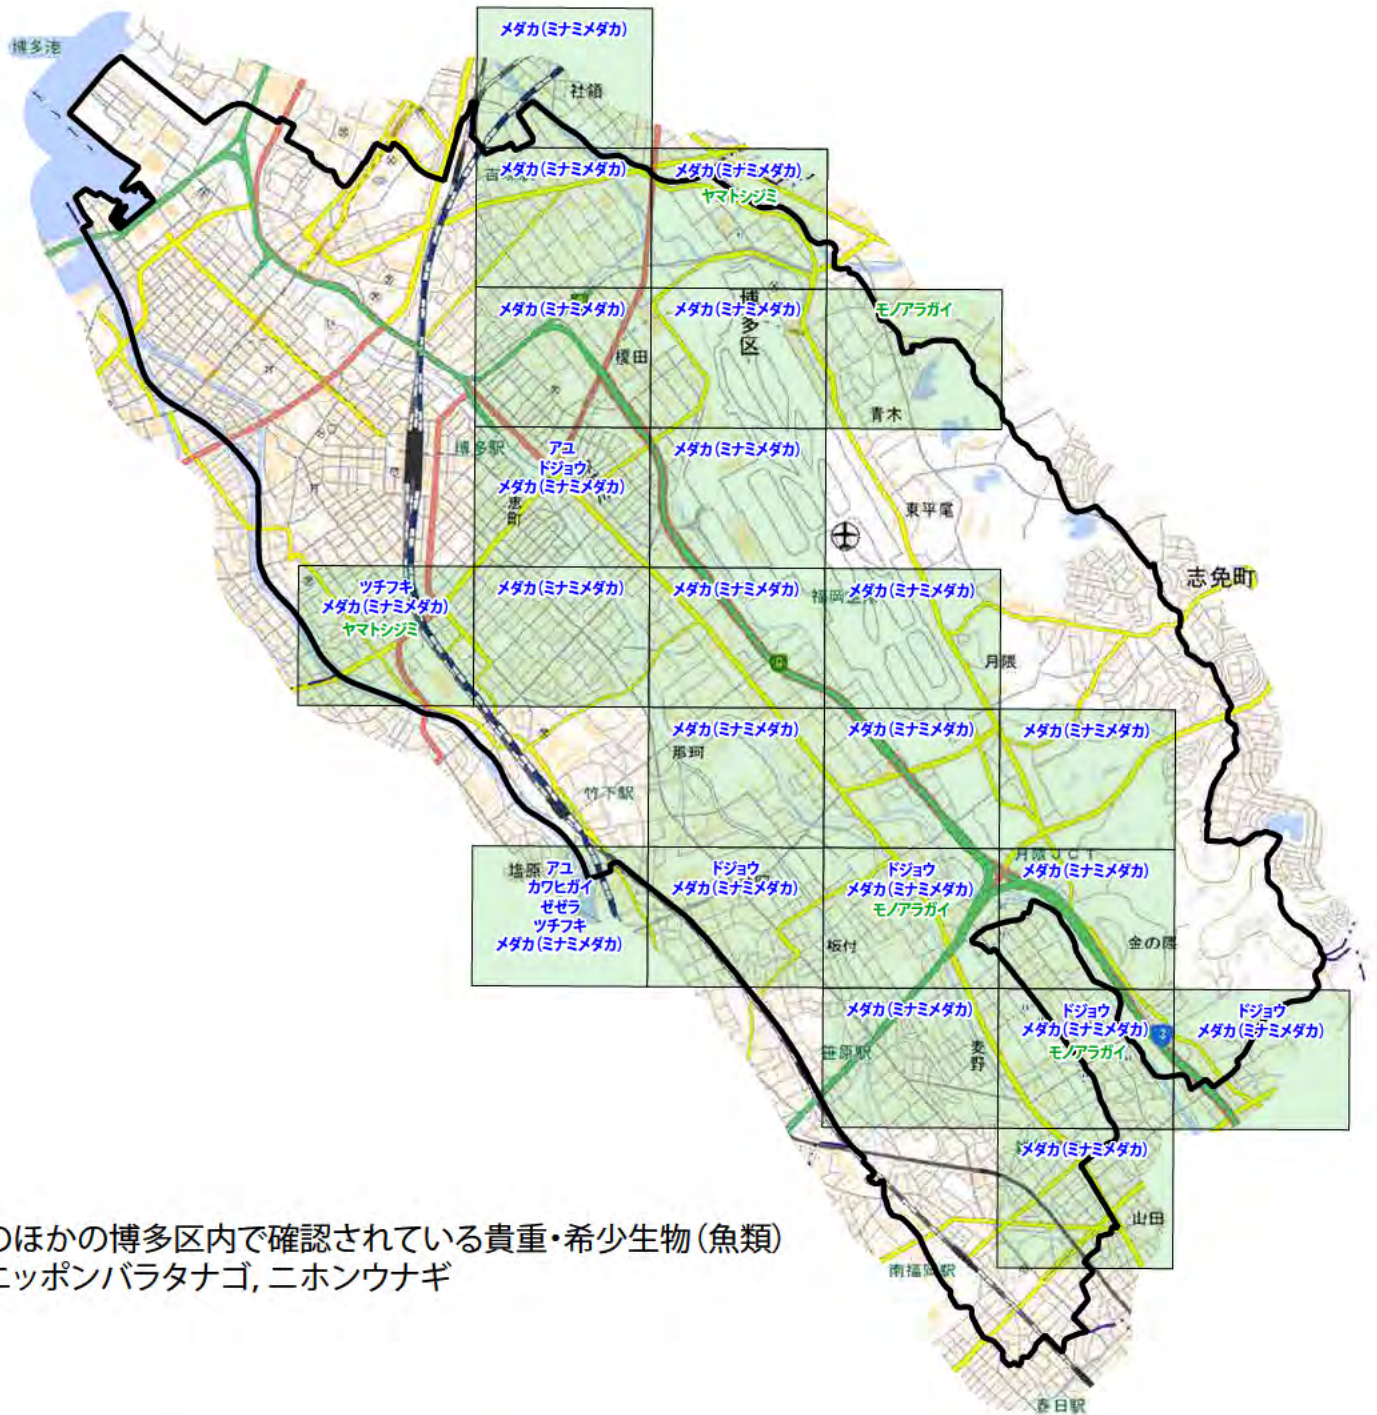 メダカ(ミナミメダカ)
博多港
社領
メダカ(ミナミメダカ)
メダカ(ミナミメダカ)
ヤマトシジミ
メダカ(ミナミメダカ)
メダカ(ミナミメダカ)
モノアラガイ
博多区
榎田
青木
博多駅
アユ
ドジョウ
メダカ(ミナミメダカ)
メダカ(ミナミメダカ)
東平尾
志免町
ツチフキ
メダカ(ミナミメダカ)
ヤマトシジミ
メダカ(ミナミメダカ)
メダカ(ミナミメダカ)
メダカ(ミナミメダカ)
月隈
メダカ(ミナミメダカ)
メダカ(ミナミメダカ)
メダカ(ミナミメダカ)
那珂
竹下駅
月隈JCT
塩原
アユ
カワヒガイ
ゼゼラ
ツチフキ
メダカ(ミナミメダカ)
ドジョウ
メダカ(ミナミメダカ)
ドジョウ
メダカ(ミナミメダカ)
モノアラガイ
メダカ(ミナミメダカ)
板付
金の隈
メダカ(ミナミメダカ)
ドジョウ
メダカ(ミナミメダカ)
モノアラガイ
ドジョウ
メダカ(ミナミメダカ)
笹原駅
麦野
3
メダカ(ミナミメダカ)
山田
のほかの博多区内で確認されている貴重・希少生物(魚類)
ニッポンバラタナゴ, ニホンウナギ
南福岡駅
春日駅